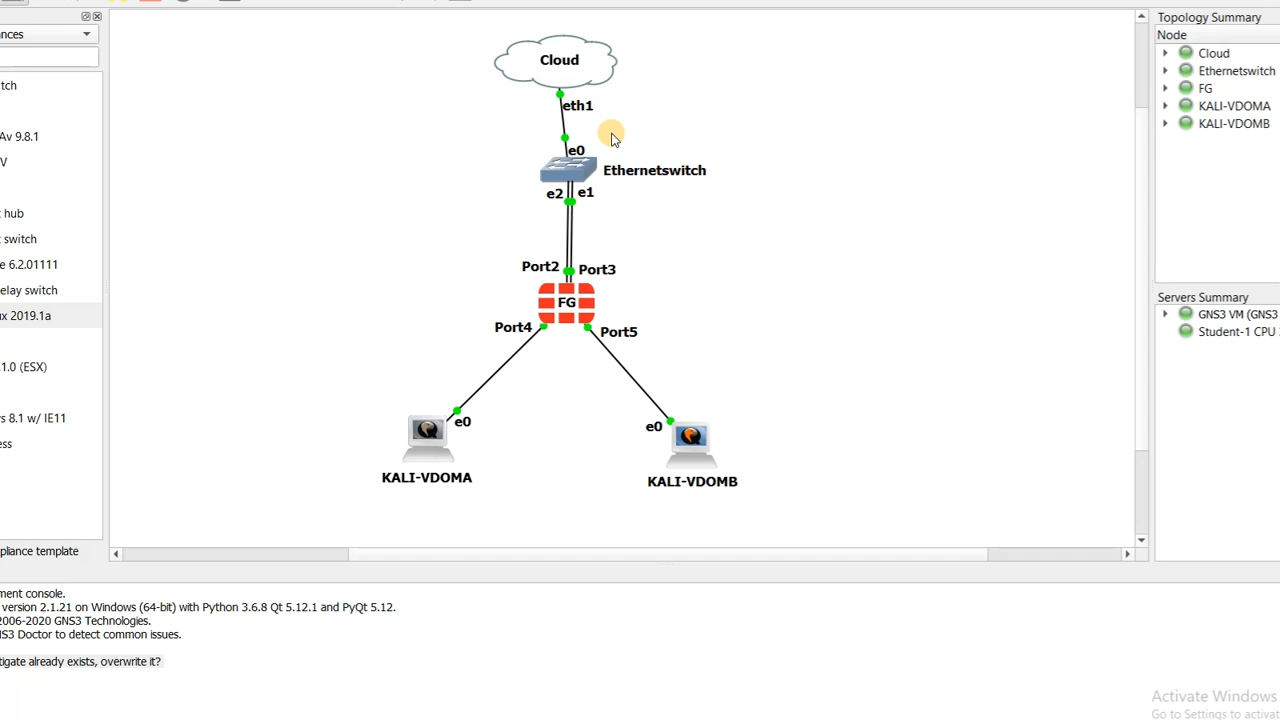 Topology Summary
ances
Node
Cloud
Cloud
Ethernetswitch
tch
FG
eth1
KALI-VDOMA
Av 9.8.1
KALI-VDOMB
e0
V
Ethernetswitch
e2
e1
t hub
t switch
e 6.2.01111
Port2
Port3
elay switch
Servers Summary
FG
x 2019.1a
GNS3 VM (GNS3
Port4
Port5
Student-1 CPU
1.0 (ESX)
s 8.1 w/ IE11
e0
e0
ess
KALI-VDOMA
KALI-VDOMB
pliance template
ment console.
version 2.1.21 on Windows (64-bit) with Python 3.6.8 Qt 5.12.1 and PyQt 5.12.
2006-2020 GNS3 Technologies.
NS3 Doctor to detect common issues.
tigate already exists, overwrite it?
Activate Windows
Go to Settings to activat